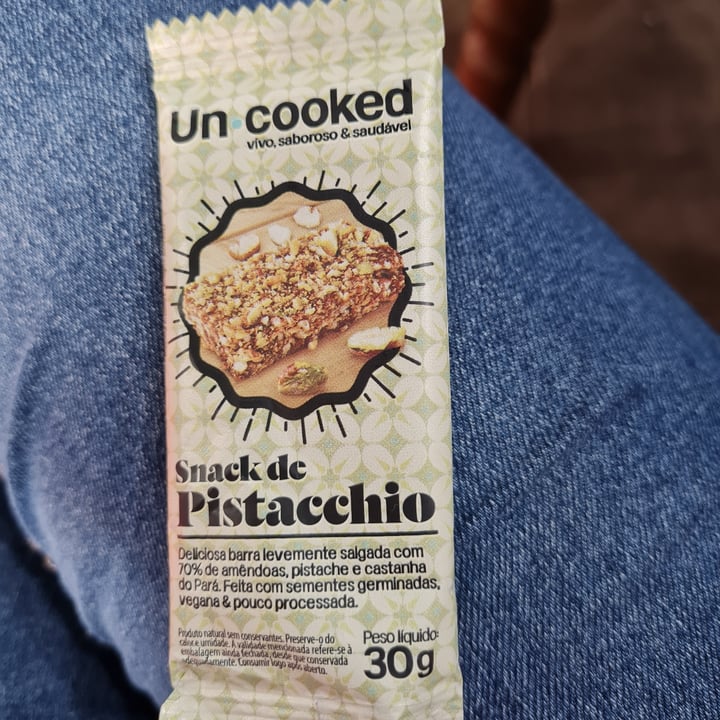 Un·cooked
vivo, saboroso & saudável
Snack de
Pistacchio
Deliciosa barra levemente salgada com
70% de amêndoas, pistache e castanha
do Pará. Feita com sementes germinadas,
vegana & pouco processada.
Produto natural sem conservantes. Preserve-o do
calor e umidade. A validade mencionada refere-se à
embalagem ainda fechada, desde que conservada
adequadamente. Consumir logo após aberto.
Peso líquido:
30g